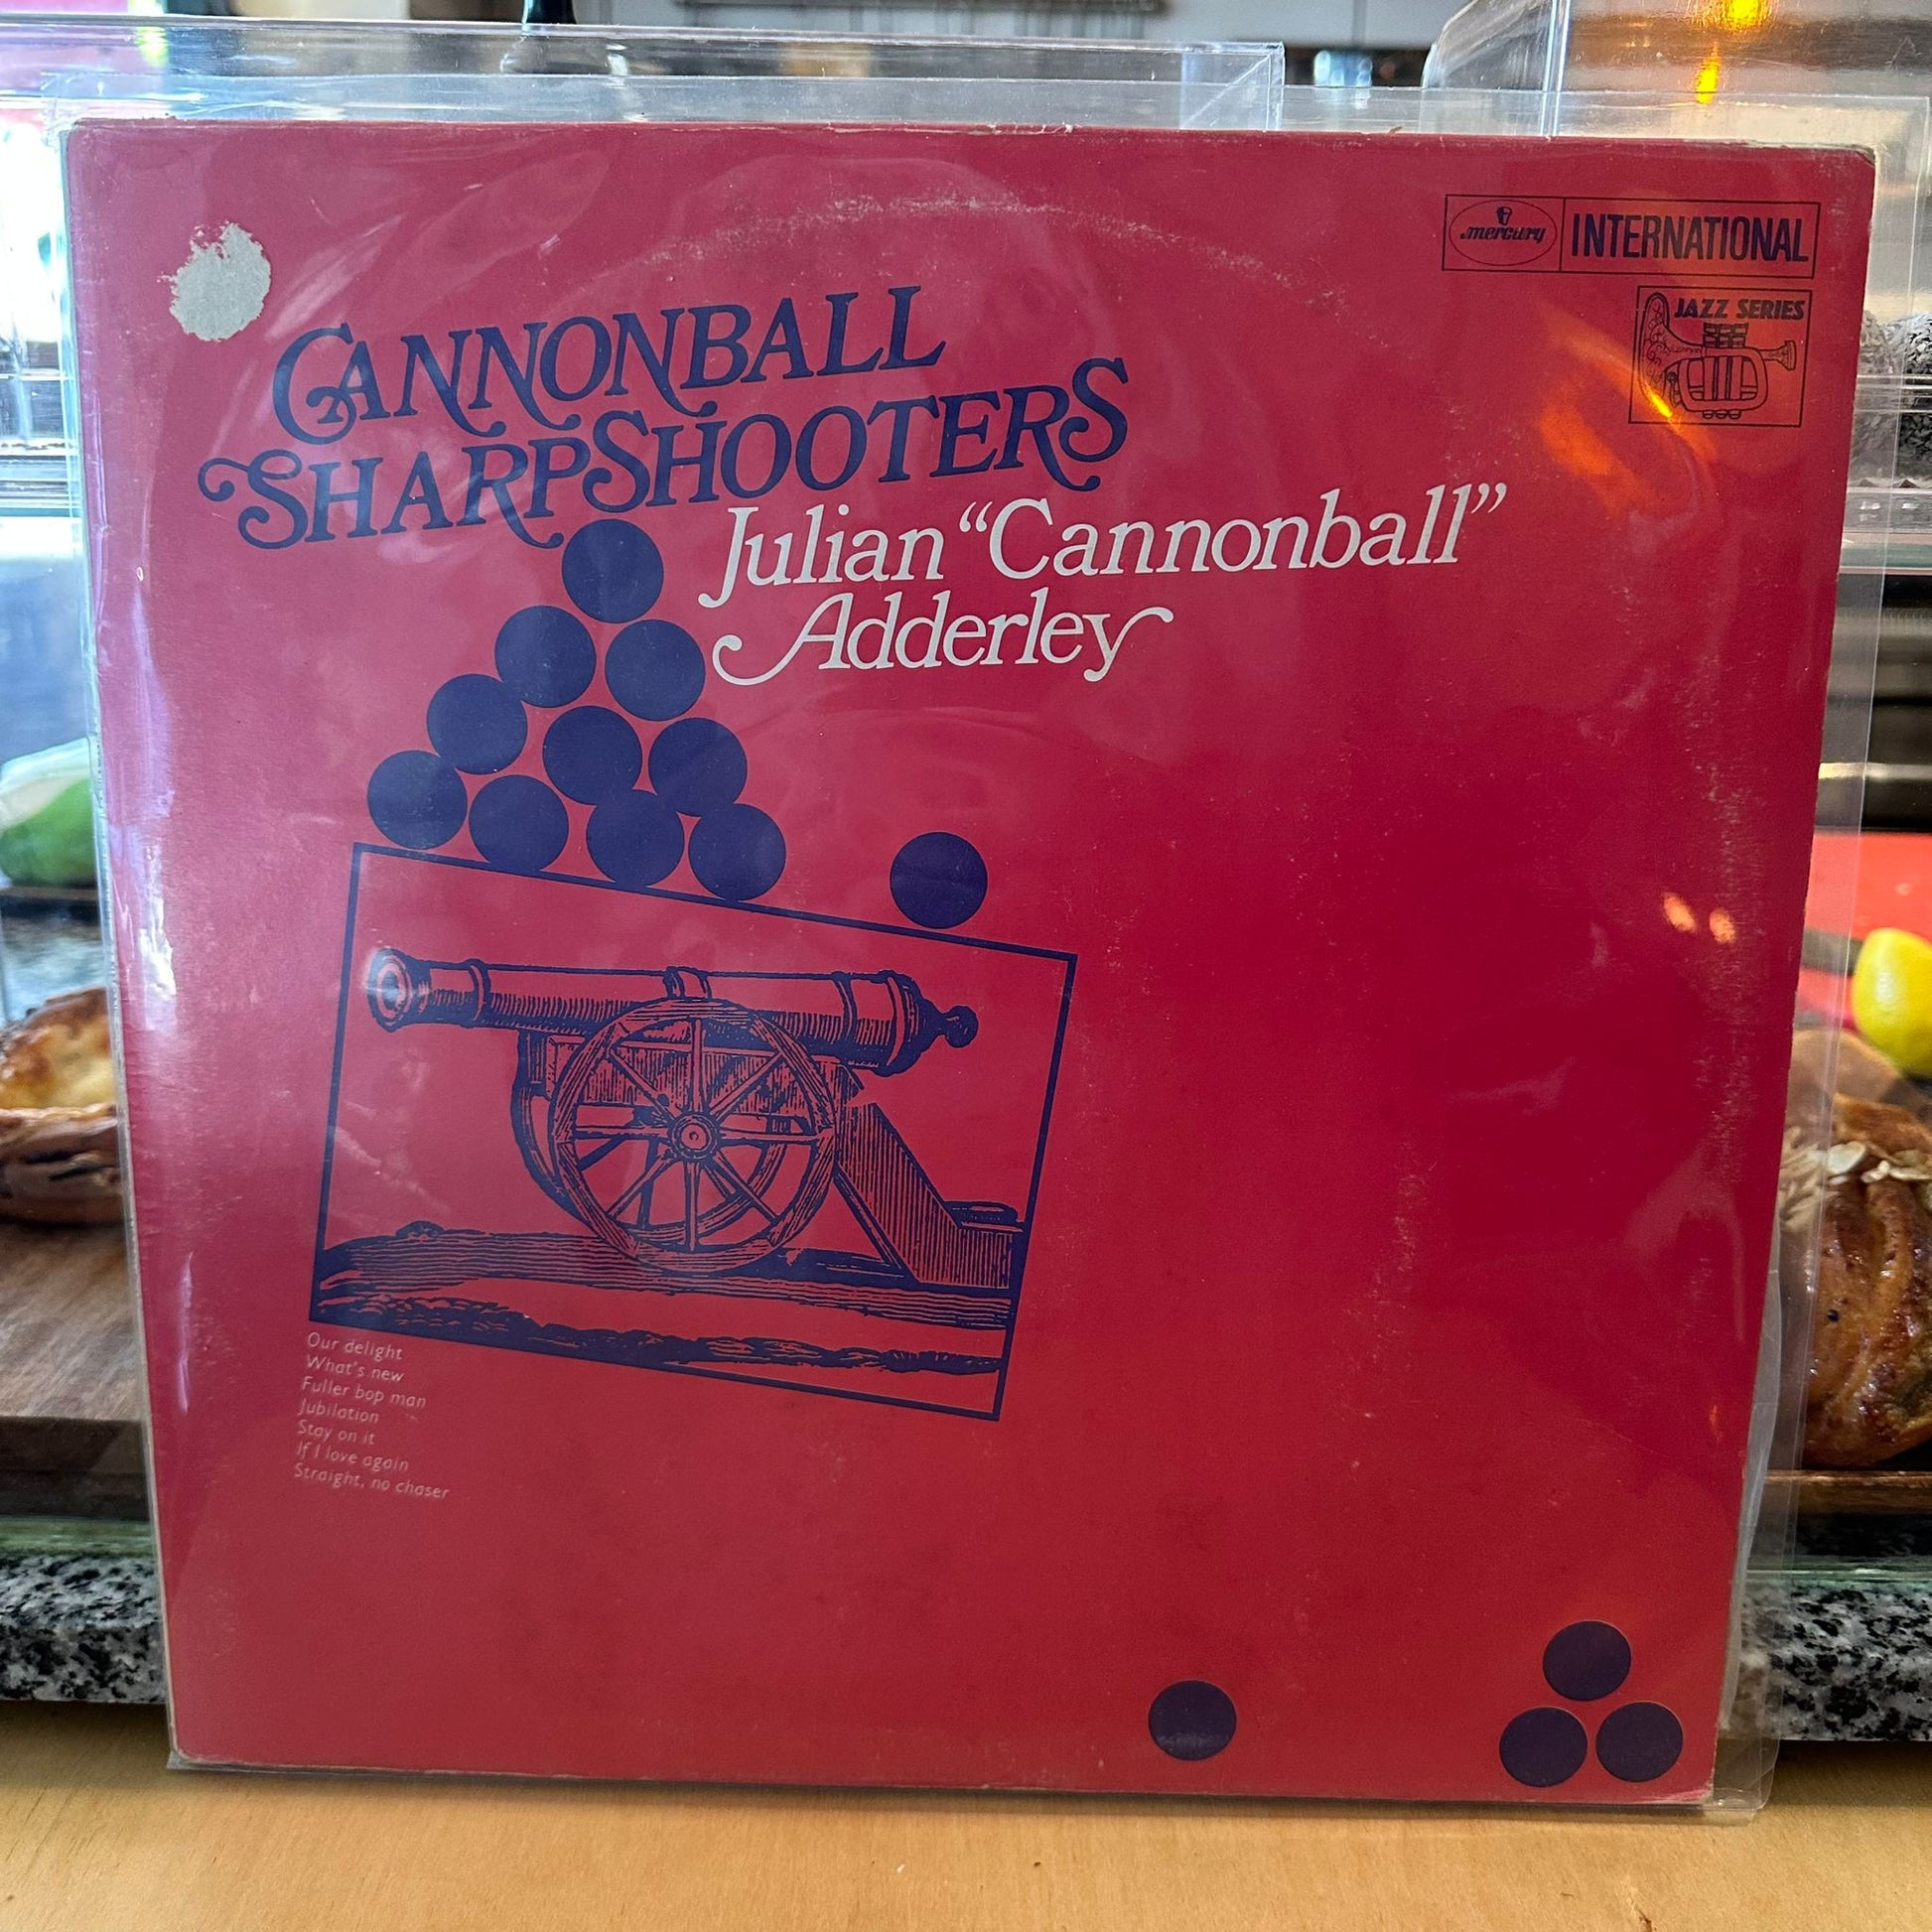 mercury INTERNATIONAL
JAZZ SERIES
CANNONBALL
SHARPSHOOTERS
Julian “Cannonball”
Adderley
Our delight
What's new
Fuller bop man
Jubilation
Stay on it
If I love again
Straight, no chaser